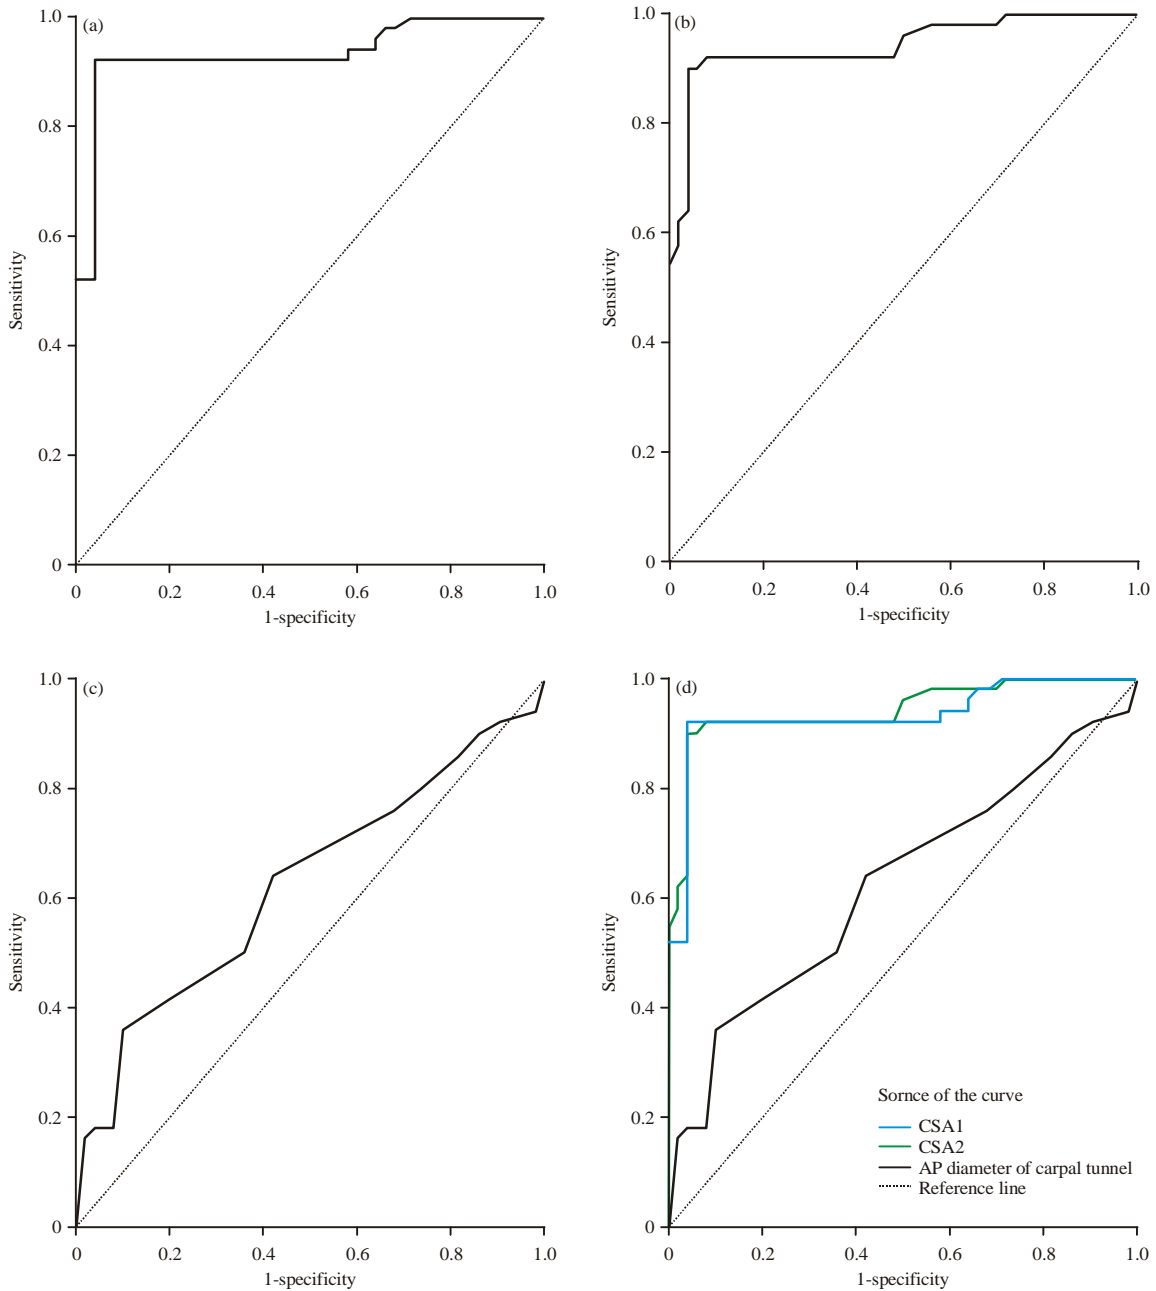 (a)
1.0
0.8
0.6
0.4
0.2
0
Sensitivity
0 0.2 0.4 0.6 0.8 1.0
1-specificity
(b)
1.0
0.8
0.6
0.4
0.2
0
Sensitivity
0 0.2 0.4 0.6 0.8 1.0
1-specificity
(c)
1.0
0.8
0.6
0.4
0.2
0
Sensitivity
0 0.2 0.4 0.6 0.8 1.0
1-specificity
(d)
1.0
0.8
0.6
0.4
0.2
0
Sensitivity
Sornce of the curve
CSA1
CSA2
AP diameter of carpal tunnel
Reference line
0 0.2 0.4 0.6 0.8 1.0
1-specificity